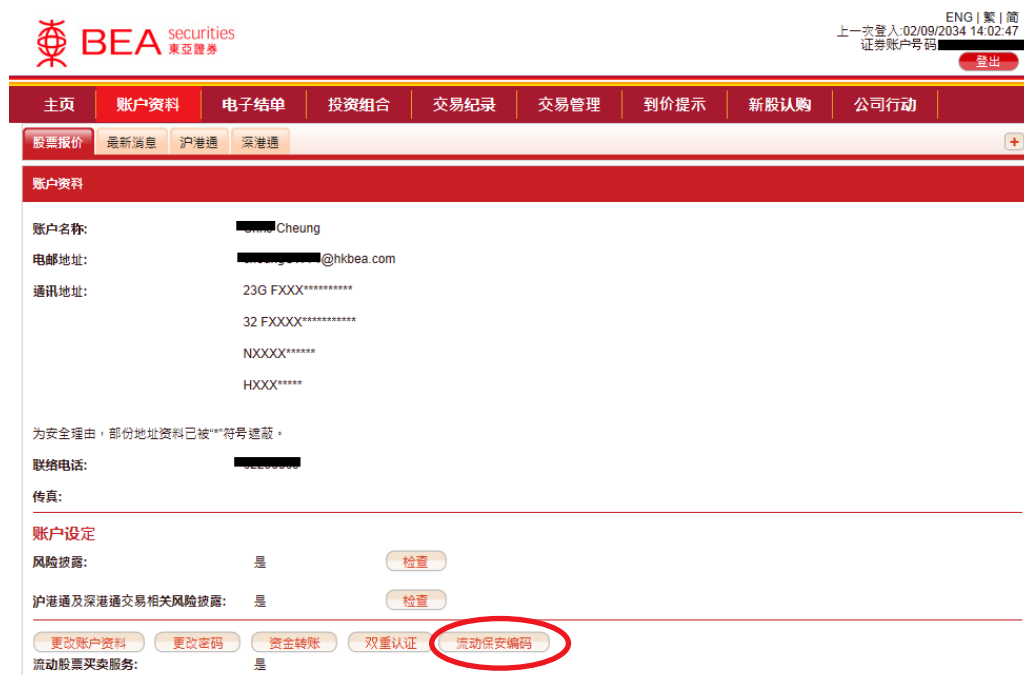 ENG | 繁 | 简
上一次登入:02/09/2034 14:02:47
证券账户号码
BEA securities
東亞證券
登出
主页 账户资料 电子结单 投资组合 交易纪录 交易管理 到价提示 新股认购 公司行动
股票报价 最新消息 沪港通 深港通 +
账户资料
账户名称: Cheung
电邮地址: @hkbea.com
通讯地址: 23G FXXX**********
32 FXXXX***********
NXXXX******
HXXX*****
为安全理由，部份地址资料已被"*"符号遮蔽。
联络电话:
传真:
账户设定
风险披露: 是 检查
沪港通及深港通交易相关风险披露: 是 检查
更改账户资料 更改密码 资金转账 双重认证 流动保安编码
流动股票买卖服务: 是